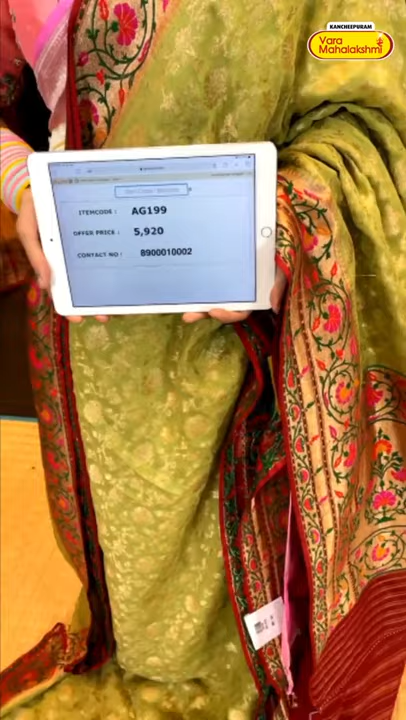 KANCHEEPURAM
Vara
Mahalakshmi
ITEMCODE : AG199
OFFER PRICE : 5,920
CONTACT NO : 8900010002